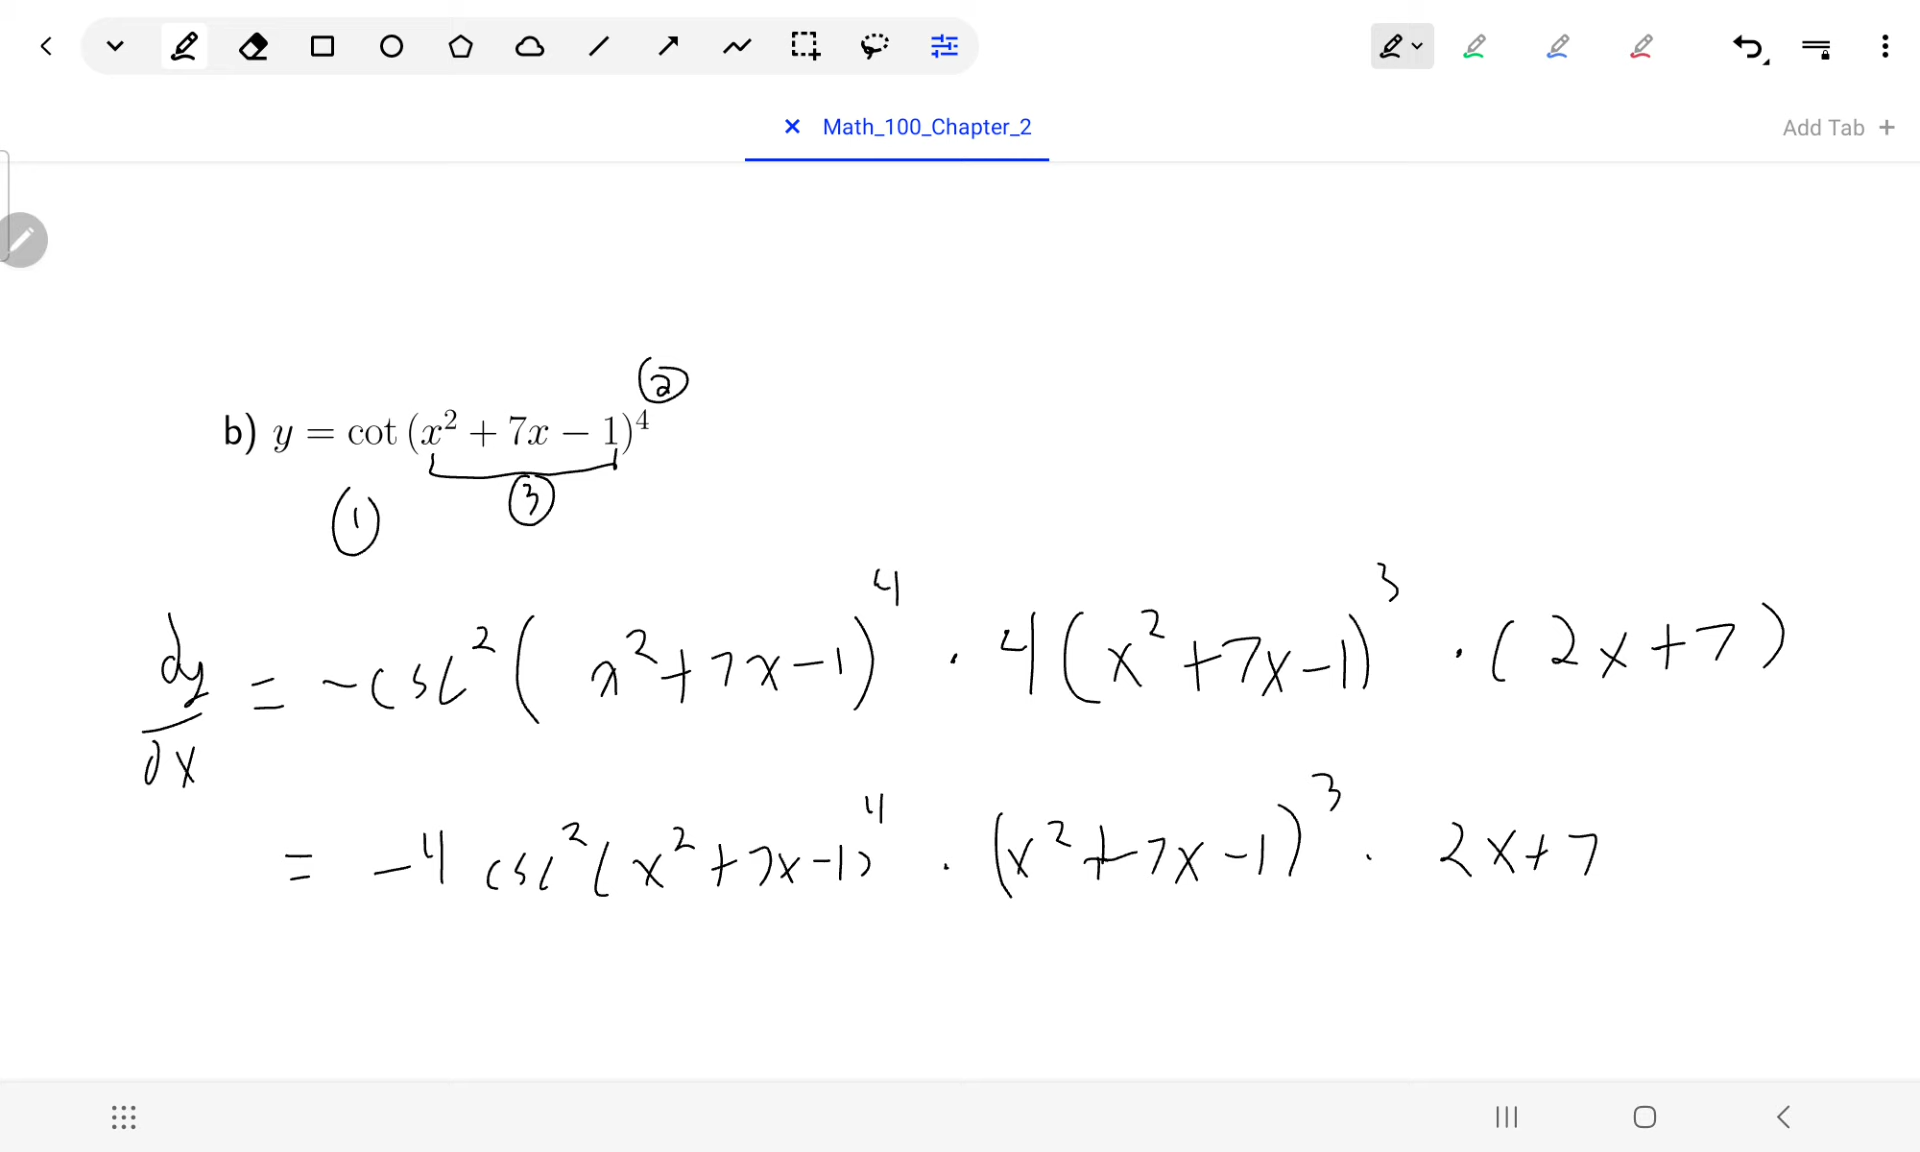 Math_100_Chapter_2
Add Tab +
②
b) y = cot (x² + 7x − 1)⁴
① ③
dy/dx = -csc²( x²+7x-1)⁴ · 4(x²+7x-1)³ · (2x+7)
= -4 csc²(x²+7x-1)⁴ · (x²+7x-1)³ · 2x+7